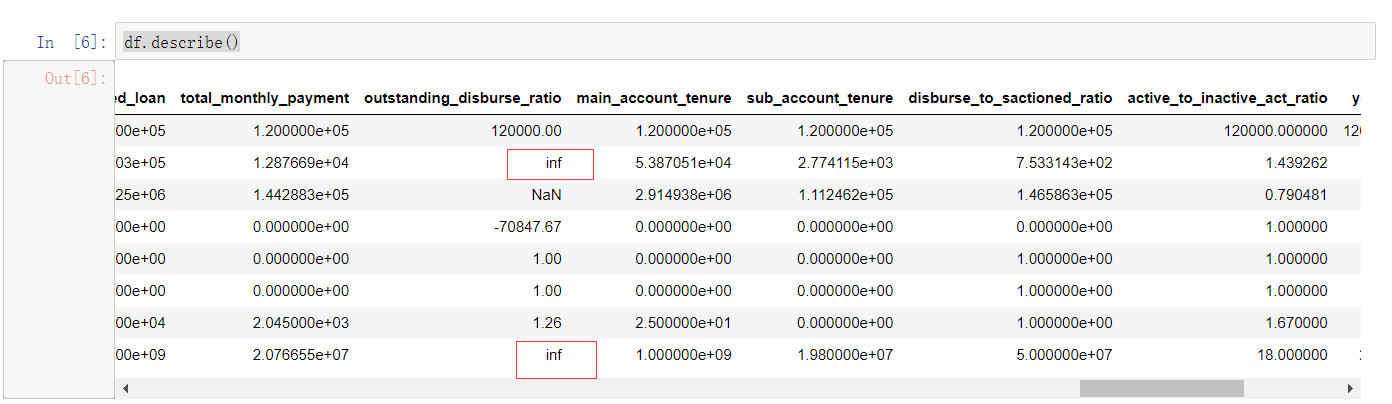 In [6]: df.describe()
Out[6]:
ed_loan total_monthly_payment outstanding_disburse_ratio main_account_tenure sub_account_tenure disburse_to_sactioned_ratio active_to_inactive_act_ratio y
00e+05 1.200000e+05 120000.00 1.200000e+05 1.200000e+05 1.200000e+05 120000.000000 12
03e+05 1.287669e+04 inf 5.387051e+04 2.774115e+03 7.533143e+02 1.439262
25e+06 1.442883e+05 NaN 2.914938e+06 1.112462e+05 1.465863e+05 0.790481
00e+00 0.000000e+00 -70847.67 0.000000e+00 0.000000e+00 0.000000e+00 1.000000
00e+00 0.000000e+00 1.00 0.000000e+00 0.000000e+00 0.000000e+00 1.000000
00e+00 0.000000e+00 1.00 0.000000e+00 0.000000e+00 1.000000e+00 1.000000
00e+04 2.045000e+03 1.26 2.500000e+01 0.000000e+00 1.000000e+00 1.670000
00e+09 2.076655e+07 inf 1.000000e+09 1.980000e+07 5.000000e+07 18.000000